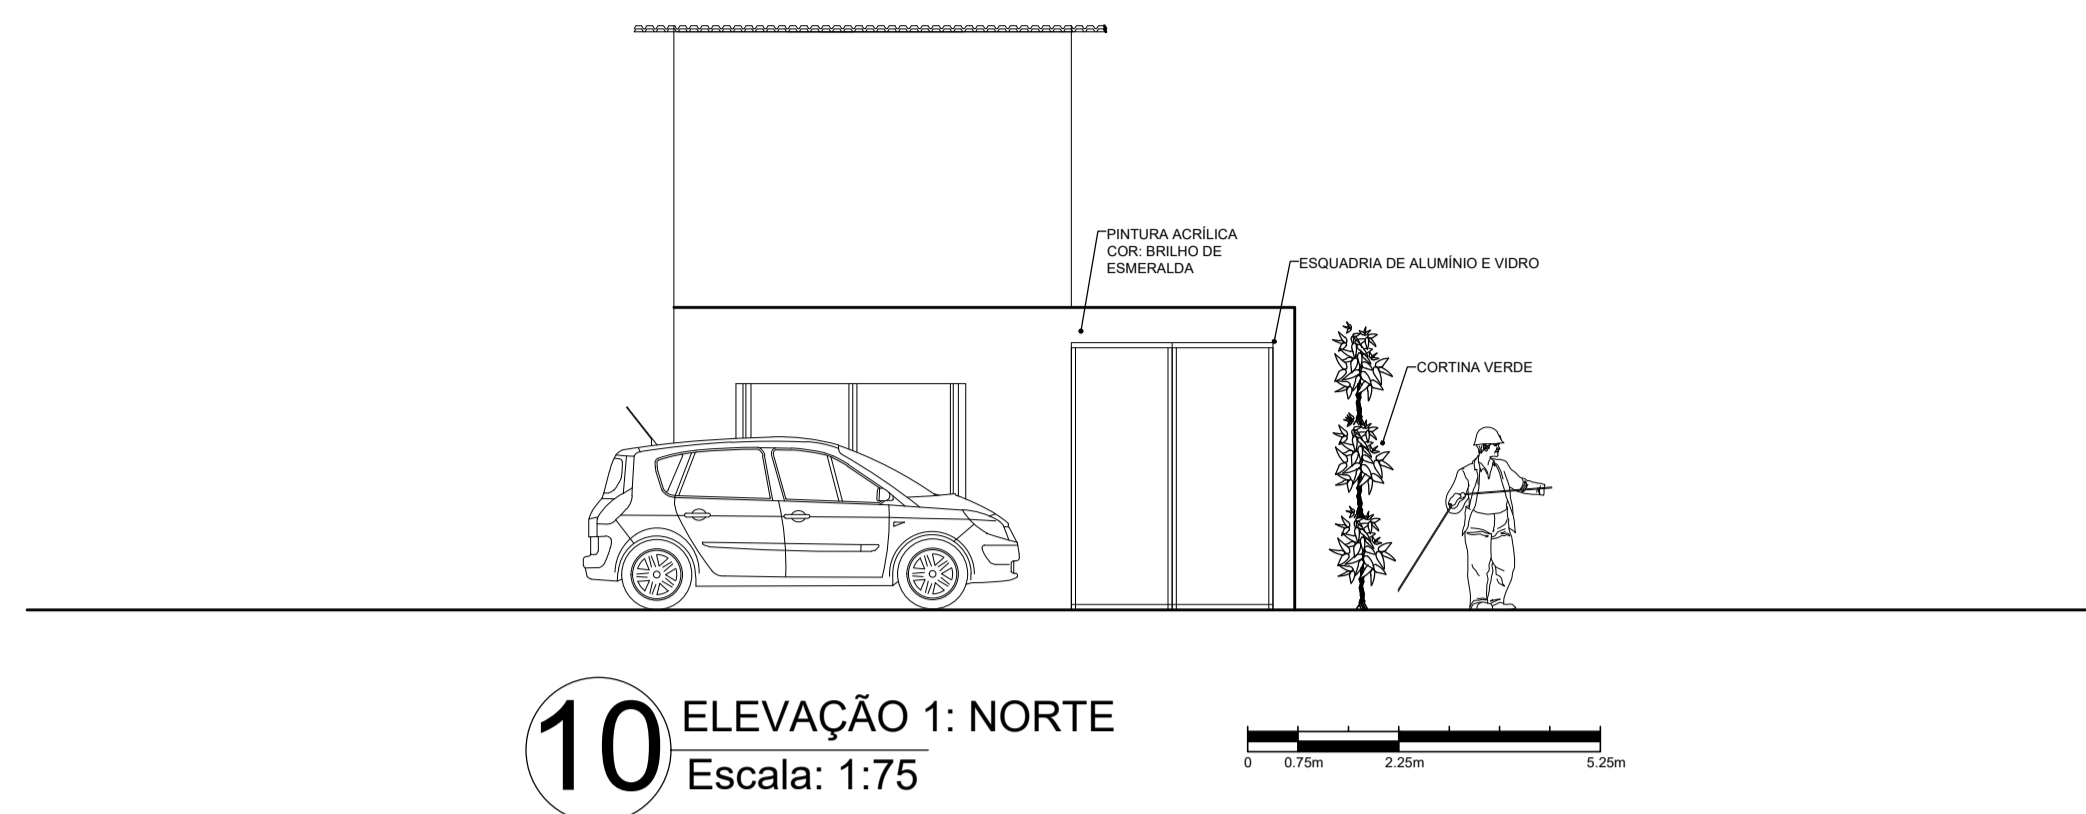 PINTURA ACRÍLICA
COR: BRILHO DE
ESMERALDA
ESQUADRIA DE ALUMÍNIO E VIDRO
CORTINA VERDE
10
ELEVAÇÃO 1: NORTE
Escala: 1:75
0 0.75m 2.25m 5.25m